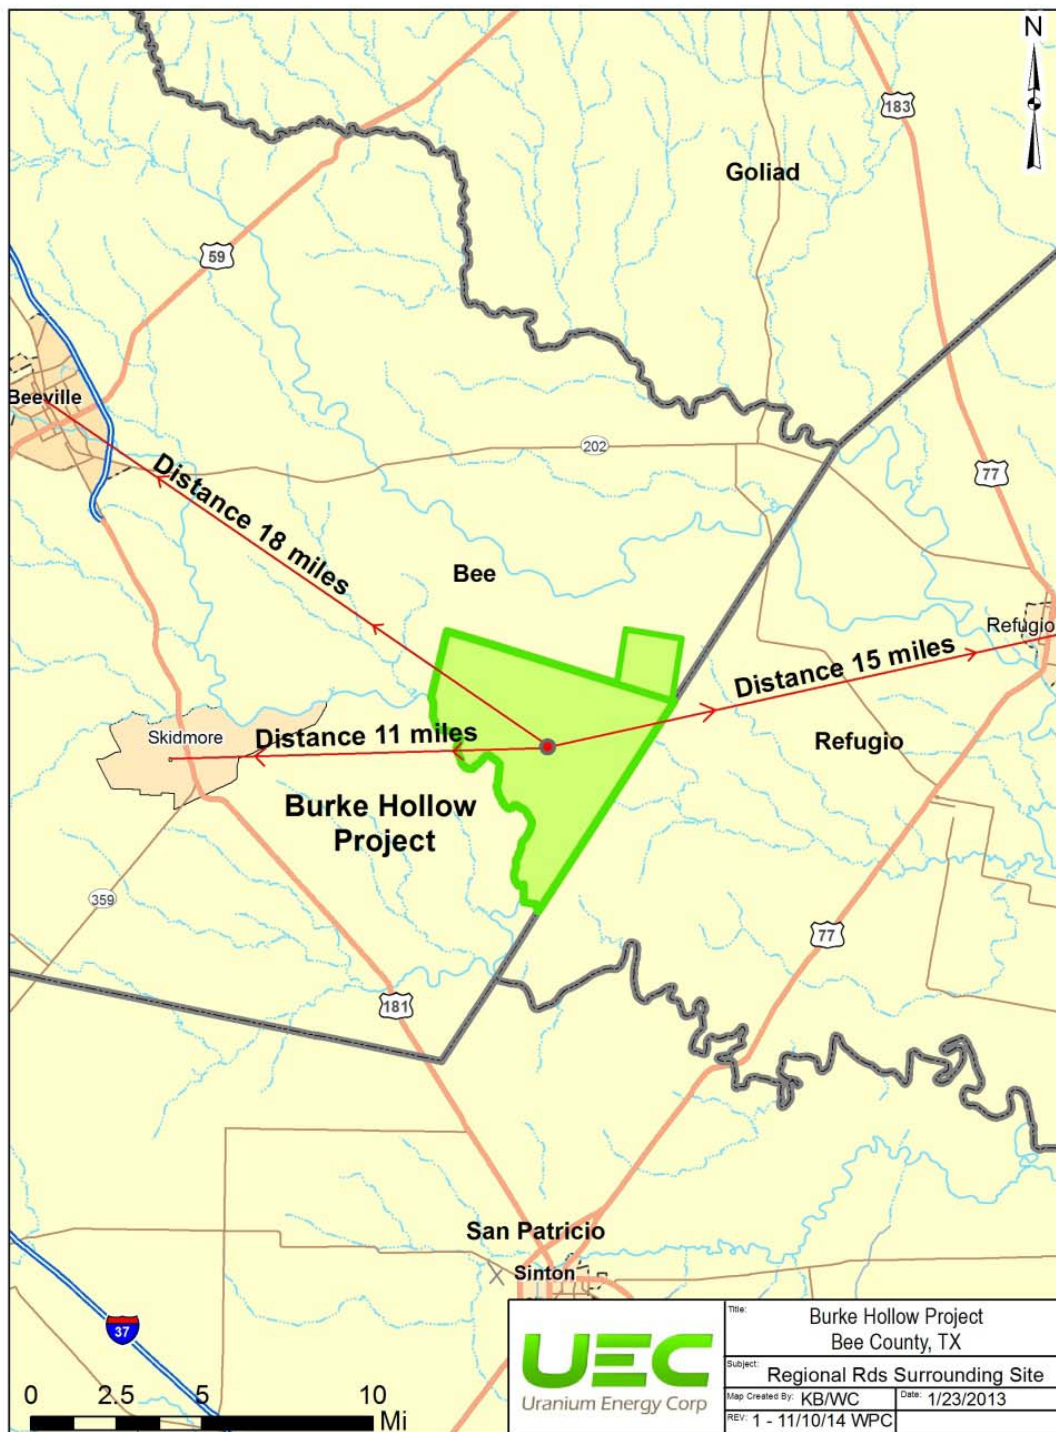 N
183
Goliad
59
Beeville
202
77
Distance 18 miles
Bee
Refugio
Distance 15 miles
Skidmore
Distance 11 miles
Refugio
Burke Hollow
Project
359
77
181
San Patricio
Sinton
37
0 2.5 5 10
Mi
UEC
Uranium Energy Corp
Title: Burke Hollow Project
Bee County, TX
Subject: Regional Rds Surrounding Site
Map Created By: KB/WC Date: 1/23/2013
REV: 1 - 11/10/14 WPC